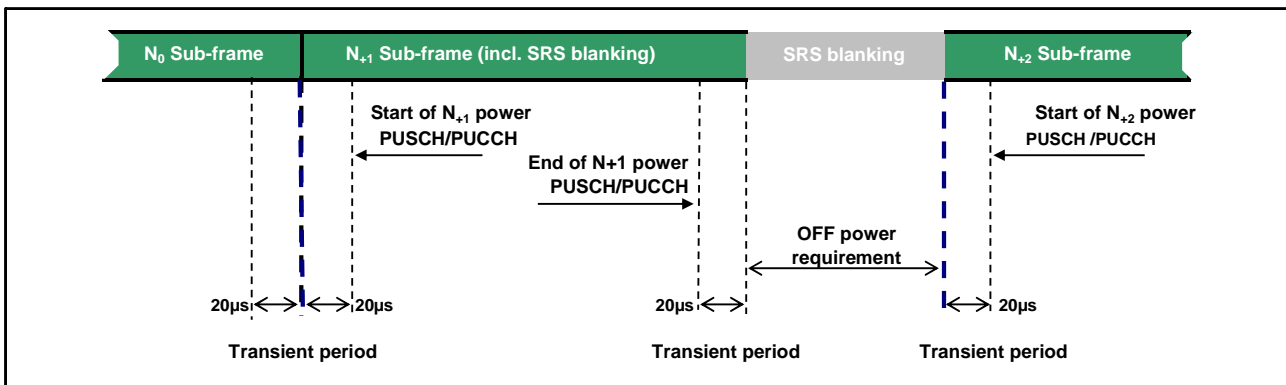 N0 Sub-frame
N+1 Sub-frame (incl. SRS blanking)
SRS blanking
N+2 Sub-frame
Start of N+1 power
PUSCH/PUCCH
End of N+1 power
PUSCH/PUCCH
Start of N+2 power
PUSCH /PUCCH
OFF power
requirement
20µs
20µs
20µs
20µs
Transient period
Transient period
Transient period